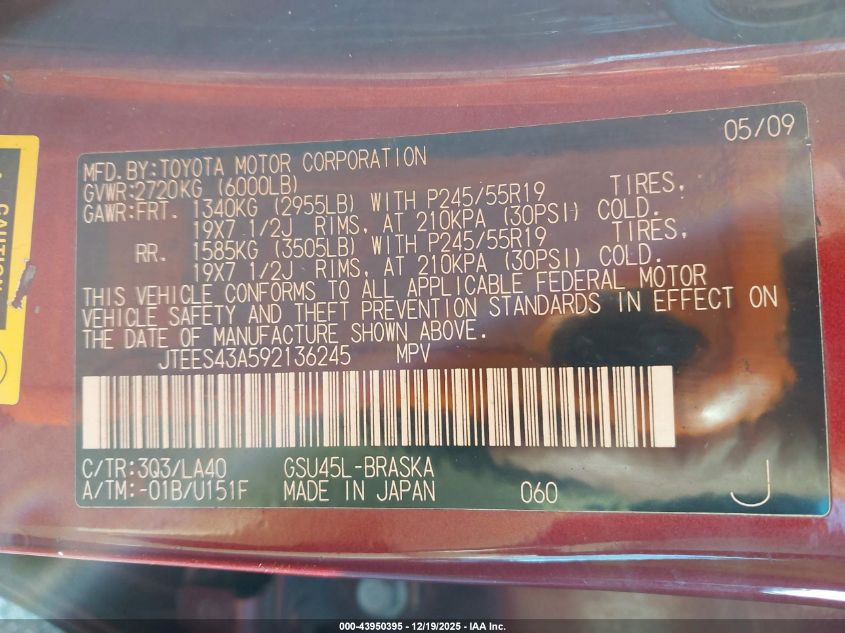 05/09
MFD.BY:TOYOTA MOTOR CORPORATION
GVWR:2720KG (6000LB)
GAWR:FRT. 1340KG (2955LB) WITH P245/55R19 TIRES,
19X7 1/2J RIMS, AT 210KPA (30PSI) COLD.
RR. 1585KG (3505LB) WITH P245/55R19 TIRES,
19X7 1/2J RIMS, AT 210KPA (30PSI) COLD.
THIS VEHICLE CONFORMS TO ALL APPLICABLE FEDERAL MOTOR
VEHICLE SAFETY AND THEFT PREVENTION STANDARDS IN EFFECT ON
THE DATE OF MANUFACTURE SHOWN ABOVE.
JTEES43A592136245 MPV
C/TR:3Q3/LA40 GSU45L-BRASKA
A/TM:-01B/U151F MADE IN JAPAN 060 J
CAUTION
000-43950395 - 12/19/2025 - IAA Inc.